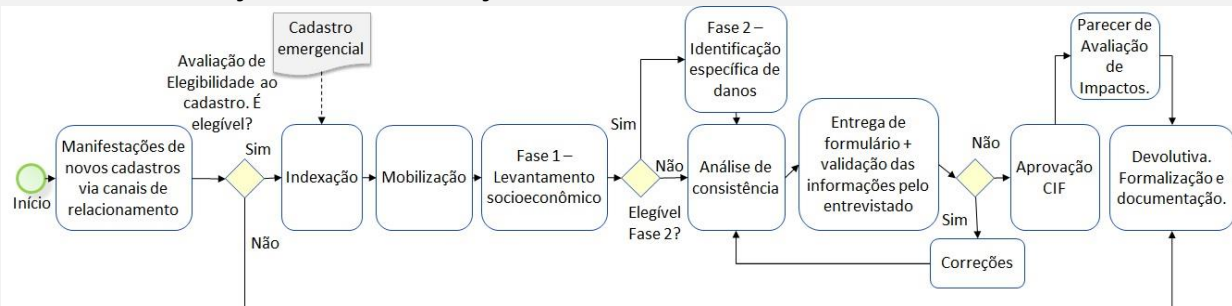 Início
Manifestações de
novos cadastros
via canais de
relacionamento
Avaliação de
Elegibilidade ao
cadastro. É
elegível?
Sim
Não
Cadastro
emergencial
Indexação
Mobilização
Fase 1 –
Levantamento
socioeconômico
Sim
Não
Elegível
Fase 2?
Fase 2 –
Identificação
específica de
danos
Análise de
consistência
Entrega de
formulário +
validação das
informações pelo
entrevistado
Não
Sim
Correções
Aprovação
CIF
Parecer de
Avaliação
de
Impactos.
Devolutiva.
Formalização e
documentação.